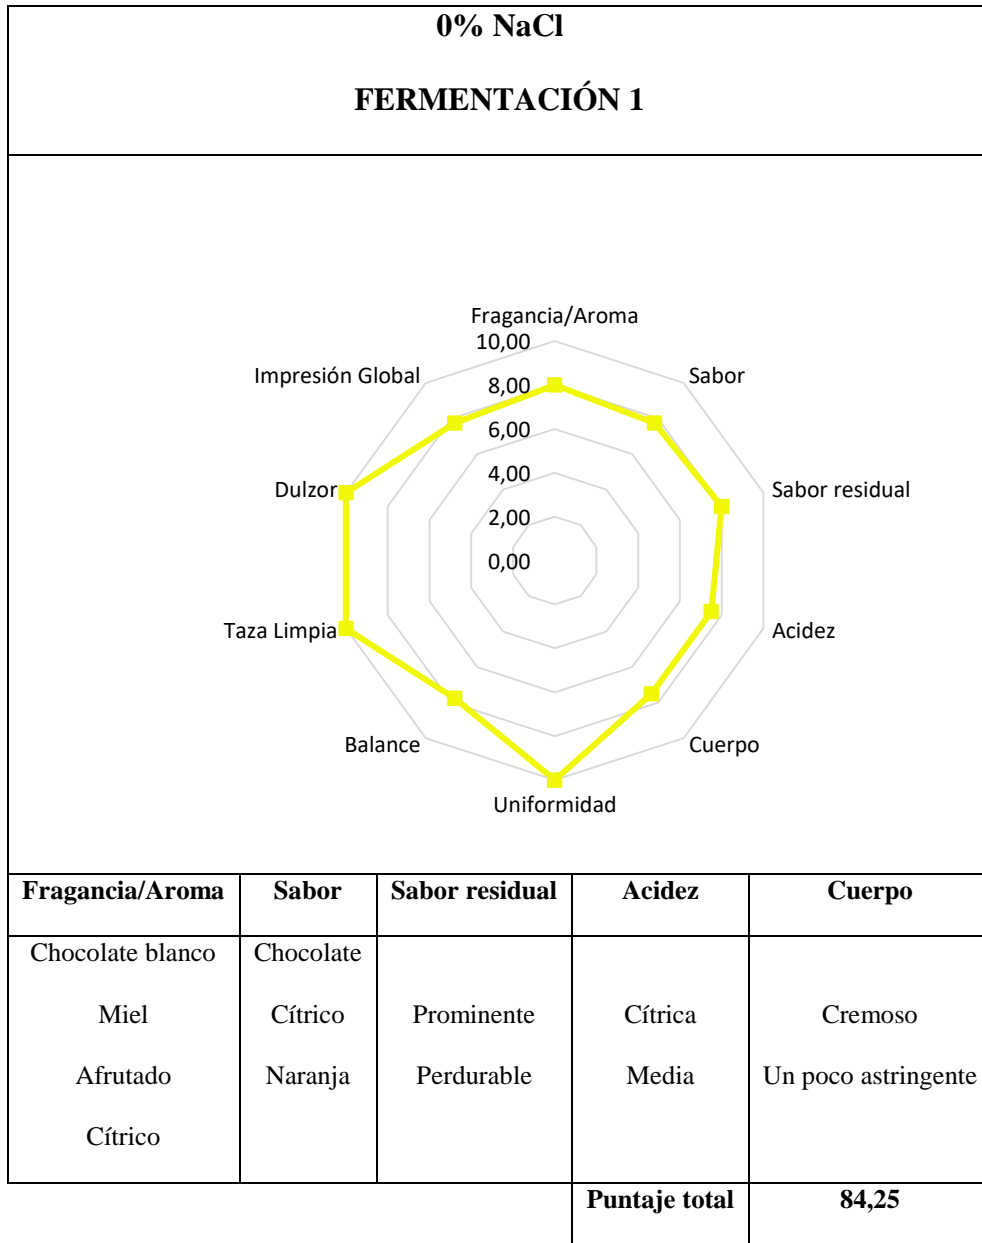 0% NaCl
FERMENTACIÓN 1
Fragancia/Aroma
10,00
Impresión Global
Sabor
8,00
6,00
Dulzor
4,00
Sabor residual
2,00
0,00
Taza Limpia
Acidez
Balance
Cuerpo
Uniformidad
Fragancia/Aroma Sabor Sabor residual Acidez Cuerpo
Chocolate blanco Chocolate
Miel Cítrico Prominente Cítrica Cremoso
Afrutado Naranja Perdurable Media Un poco astringente
Cítrico
Puntaje total 84,25